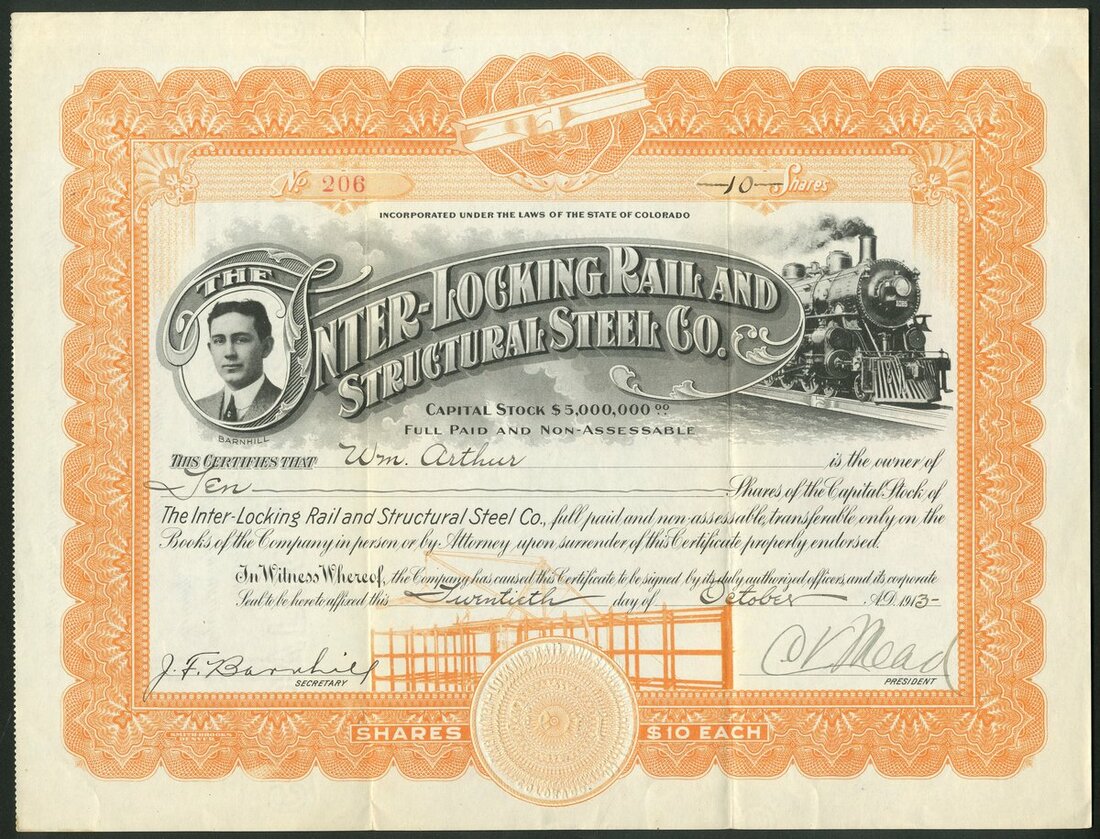 No 206
—10— Shares
INCORPORATED UNDER THE LAWS OF THE STATE OF COLORADO
THE INTER-LOCKING RAIL AND
STRUCTURAL STEEL CO.
1285
BARNHILL
CAPITAL STOCK $5,000,000 00
FULL PAID AND NON-ASSESSABLE
THIS CERTIFIES THAT Wm. Arthur is the owner of
Ten Shares of the Capital Stock of
The Inter-Locking Rail and Structural Steel Co., full paid and non-assessable, transferable only on the
Books of the Company in person or by Attorney upon surrender of this Certificate properly endorsed.
In Witness Whereof, the Company has caused this Certificate to be signed by its duly authorized officers, and its corporate
Seal to be hereto affixed this Twentieth day of October A.D. 1913-
J. F. Barnhill
SECRETARY
C V Mead
PRESIDENT
SMITH-BROOKS
DENVER
SHARES $10 EACH
COLORADO